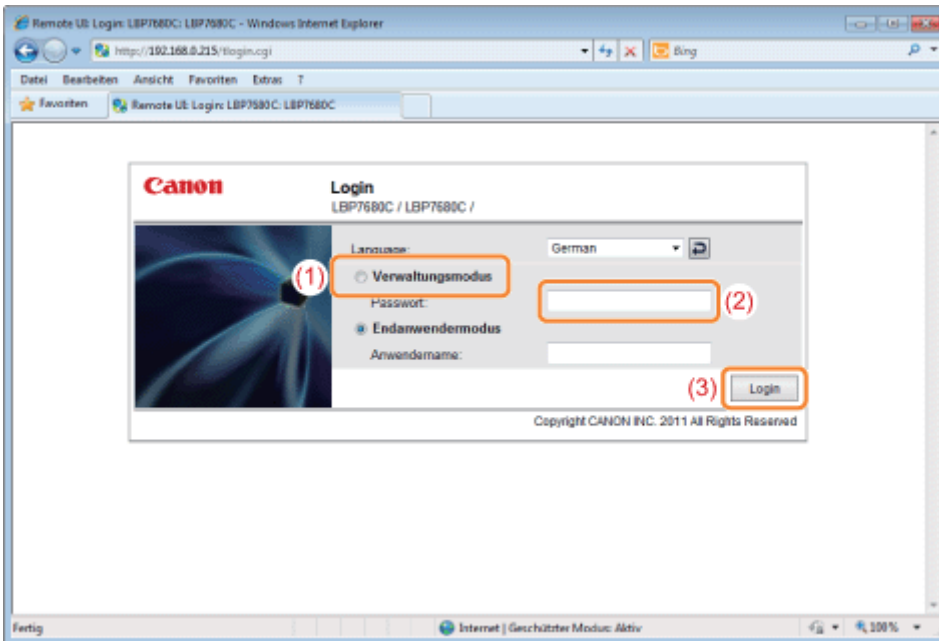 Remote UI: Login: LBP7680C: LBP7680C - Windows Internet Explorer
http://192.168.0.215/tlogin.cgi
Bing
Datei Bearbeiten Ansicht Favoriten Extras ?
Favoriten Remote UI: Login: LBP7680C: LBP7680C
Canon
Login
LBP7680C / LBP7680C /
Language: German
(1) Verwaltungsmodus
Passwort: (2)
Endanwendermodus
Anwendername:
(3) Login
Copyright CANON INC. 2011 All Rights Reserved
Fertig Internet | Geschützter Modus: Aktiv 100%